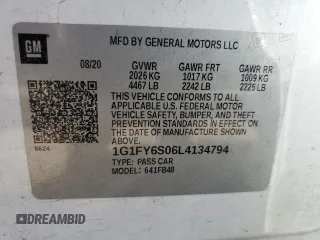 GM
MFD BY GENERAL MOTORS LLC
08/20 GVWR GAWR FRT GAWR RR
2026 KG 1017 KG 1009 KG
4467 LB 2242 LB 2225 LB
THIS VEHICLE CONFORMS TO ALL
APPLICABLE U.S. FEDERAL MOTOR
VEHICLE SAFETY, BUMPER, AND THEFT
PREVENTION STANDARDS IN EFFECT
ON THE DATE OF MANUFACTURE
SHOWN ABOVE.
8624
1G1FY6S06L4134794
TYPE: PASS CAR
MODEL: 641FB48
DREAMBID